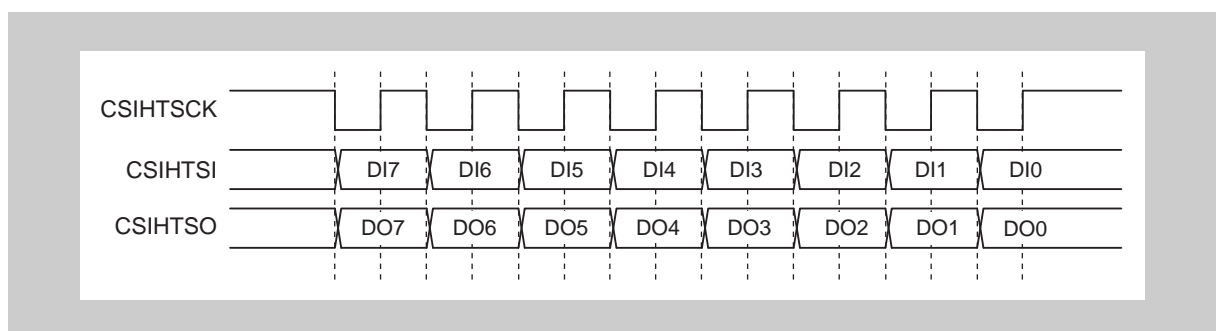 CSIHTSCK
CSIHTSI DI7 DI6 DI5 DI4 DI3 DI2 DI1 DI0
CSIHTSO DO7 DO6 DO5 DO4 DO3 DO2 DO1 DO0